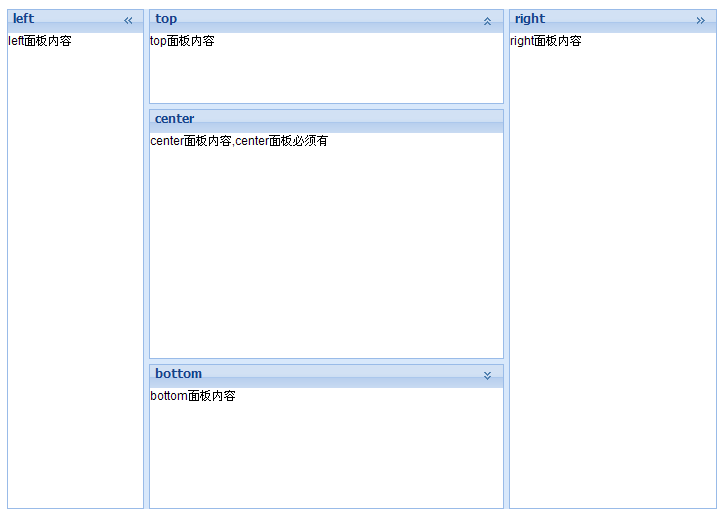 left
left面板内容
top
top面板内容
center
center面板内容,center面板必须有
bottom
bottom面板内容
right
right面板内容